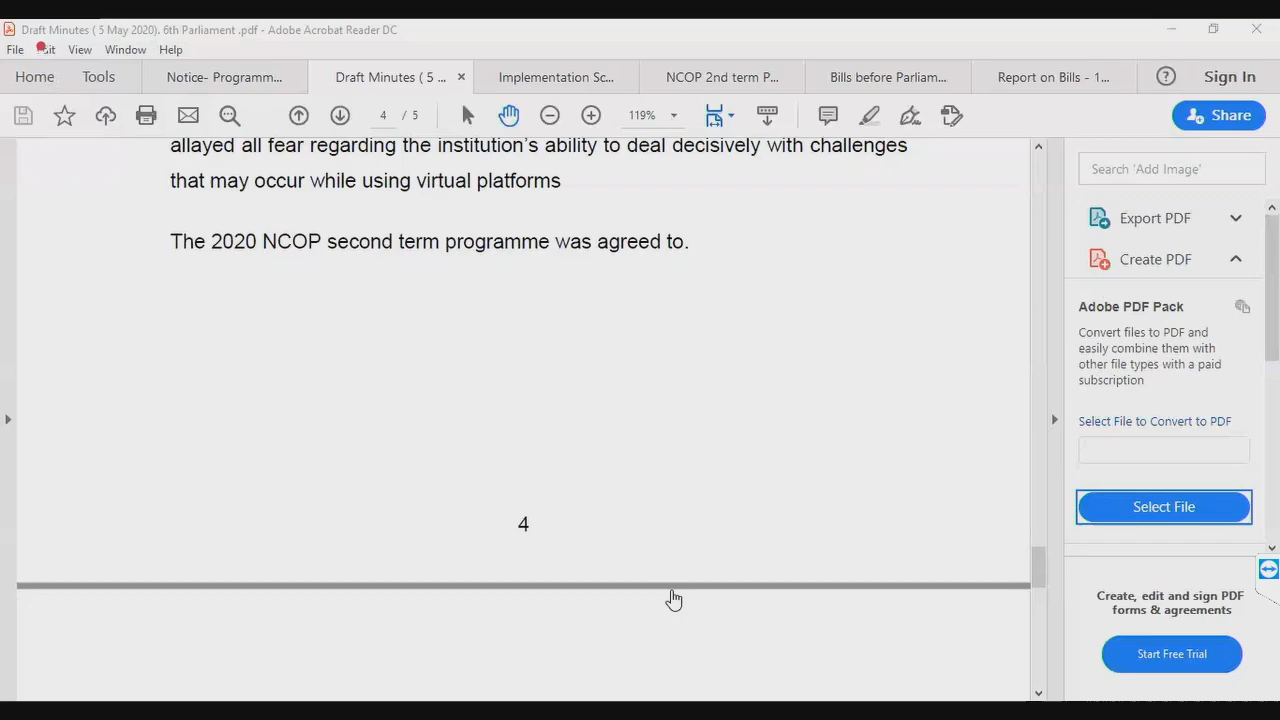 Draft Minutes ( 5 May 2020). 6th Parliament .pdf - Adobe Acrobat Reader DC
File Edit View Window Help
Home Tools Notice- Programm... Draft Minutes ( 5 ... × Implementation Sc... NCOP 2nd term P... Bills before Parliam... Report on Bills - 1... Sign In
4 / 5 119% Share
allayed all fear regarding the institution's ability to deal decisively with challenges
that may occur while using virtual platforms
The 2020 NCOP second term programme was agreed to.
4
Search 'Add Image'
Export PDF
Create PDF
Adobe PDF Pack
Convert files to PDF and
easily combine them with
other file types with a paid
subscription
Select File to Convert to PDF
Select File
Create, edit and sign PDF
forms & agreements
Start Free Trial